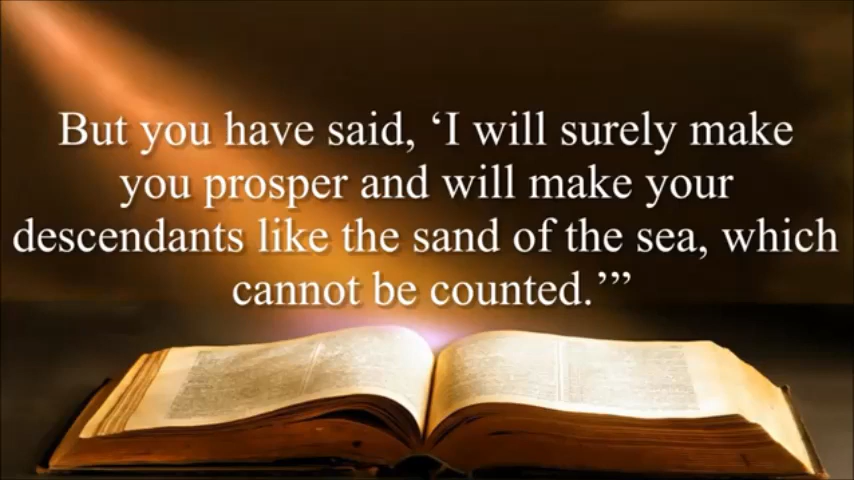 But you have said, ‘I will surely make
you prosper and will make your
descendants like the sand of the sea, which
cannot be counted.’”